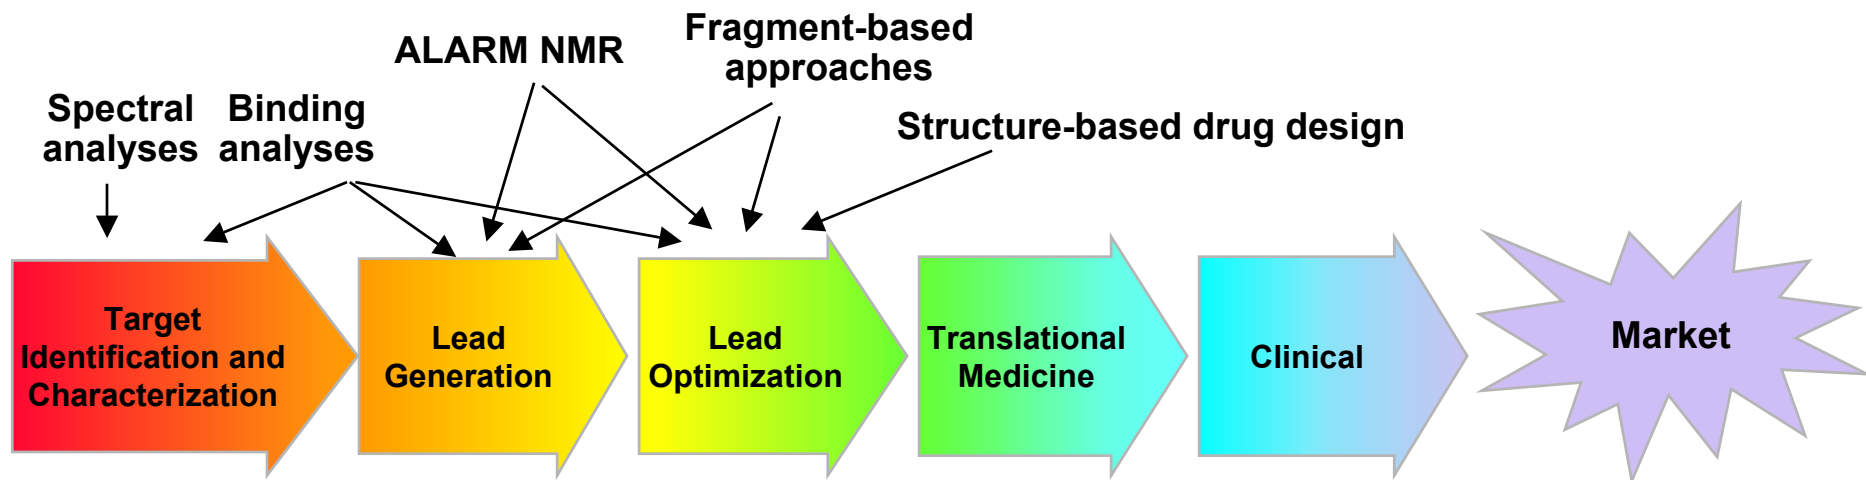 Fragment-based
approaches
ALARM NMR
Spectral
analyses
Binding
analyses
Structure-based drug design
Target
Identification and
Characterization
Lead
Generation
Lead
Optimization
Translational
Medicine
Clinical
Market